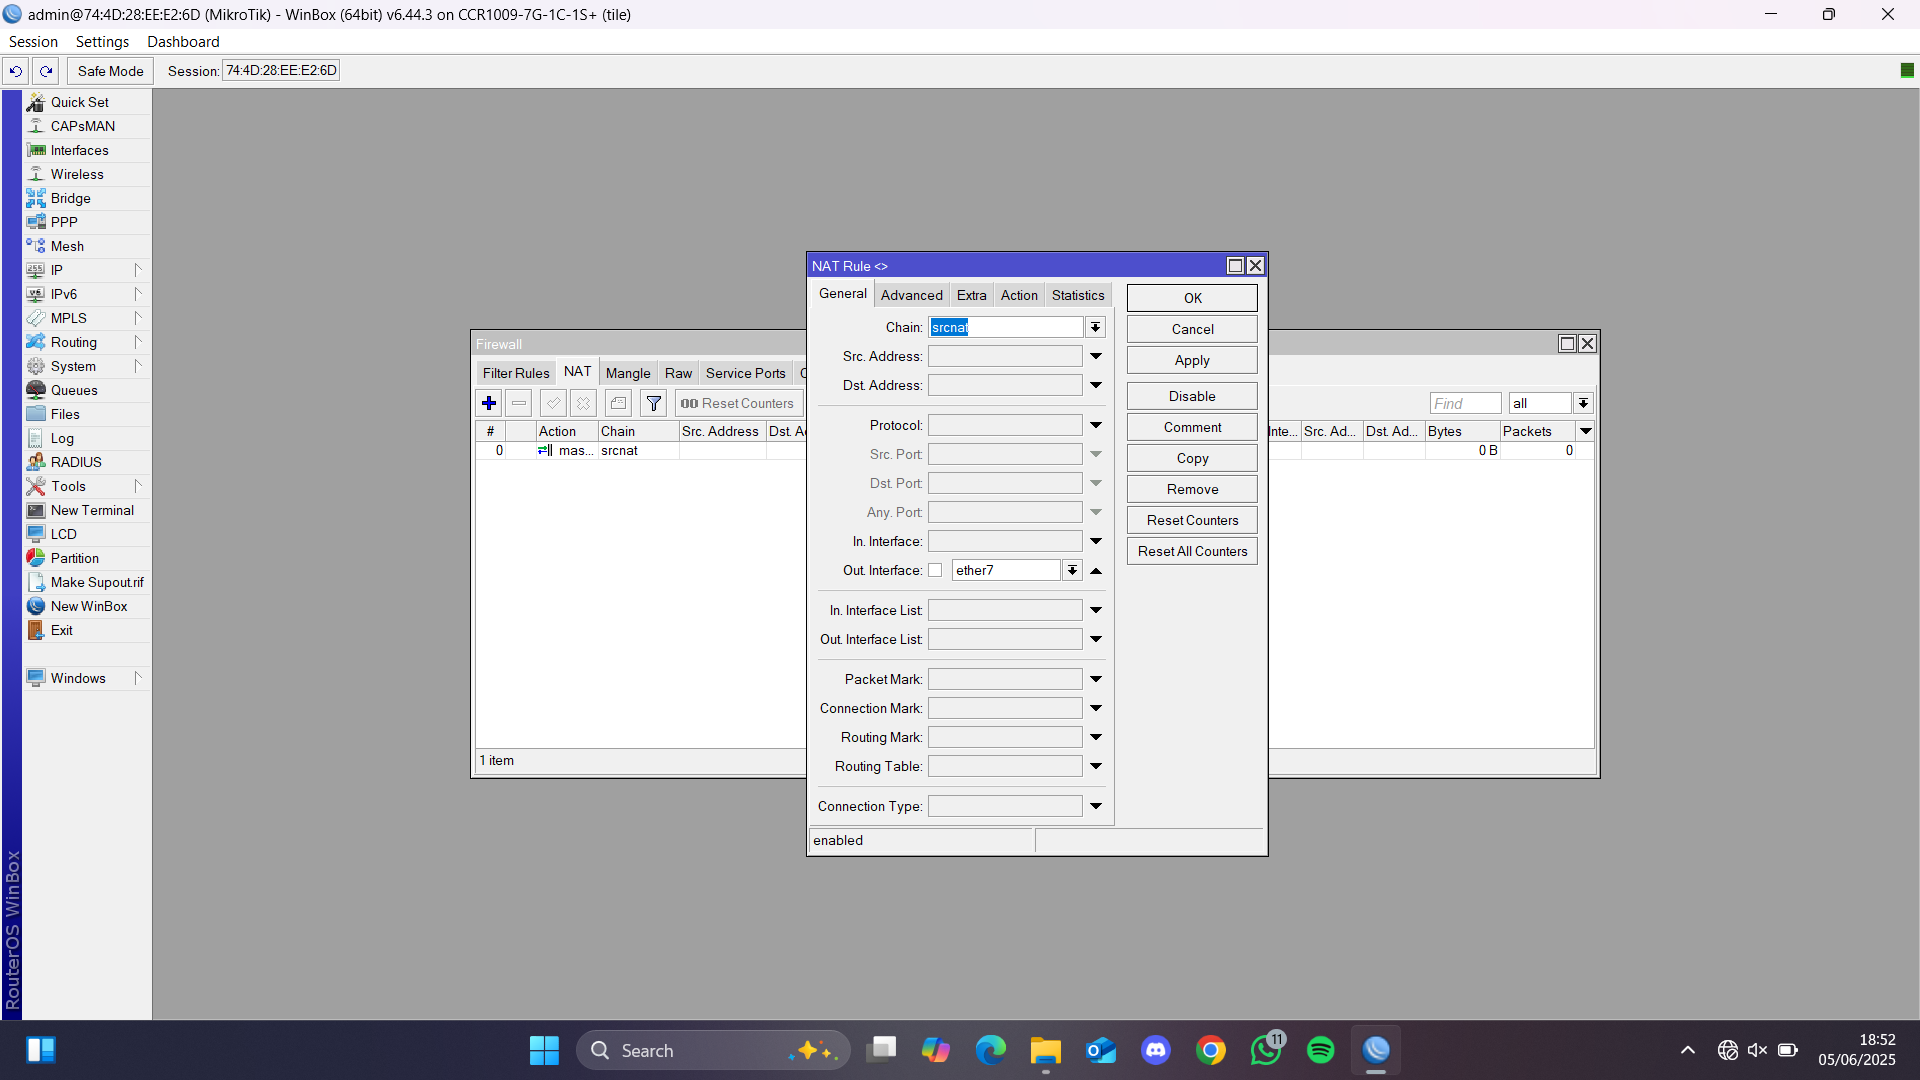 admin@74:4D:28:EE:E2:6D (MikroTik) - WinBox (64bit) v6.44.3 on CCR1009-7G-1C-1S+ (tile)
Session Settings Dashboard
Safe Mode Session: 74:4D:28:EE:E2:6D
Quick Set
CAPsMAN
Interfaces
Wireless
Bridge
PPP
Mesh
IP
IPv6
MPLS
Routing
System
Queues
Files
Log
RADIUS
Tools
New Terminal
LCD
Partition
Make Supout.rif
New WinBox
Exit
Windows
RouterOS WinBox
Firewall
Filter Rules NAT Mangle Raw Service Ports C
00 Reset Counters
Find all
# Action Chain Src. Address Dst. A Inte... Src. Ad... Dst. Ad... Bytes Packets
0 mas... srcnat 0 B 0
1 item
NAT Rule <>
General Advanced Extra Action Statistics
Chain: srcnat
Src. Address:
Dst. Address:
Protocol:
Src. Port:
Dst. Port:
Any. Port:
In. Interface:
Out. Interface: ether7
In. Interface List:
Out. Interface List:
Packet Mark:
Connection Mark:
Routing Mark:
Routing Table:
Connection Type:
enabled
OK
Cancel
Apply
Disable
Comment
Copy
Remove
Reset Counters
Reset All Counters
Search
11
18:52
05/06/2025